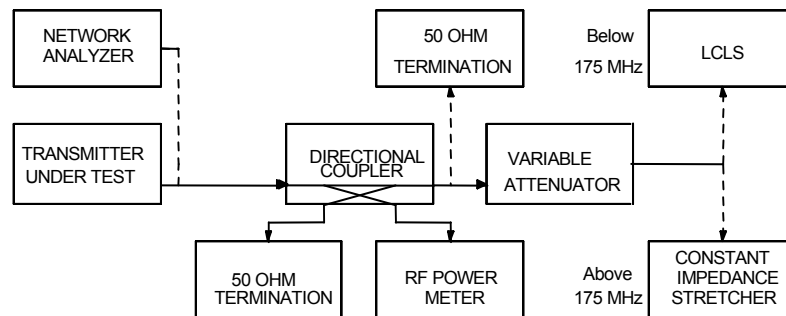 NETWORK
ANALYZER
50 OHM
TERMINATION
Below
175 MHz
LCLS
TRANSMITTER
UNDER TEST
DIRECTIONAL
COUPLER
VARIABLE
ATTENUATOR
50 OHM
TERMINATION
RF POWER
METER
Above
175 MHz
CONSTANT
IMPEDANCE
STRETCHER